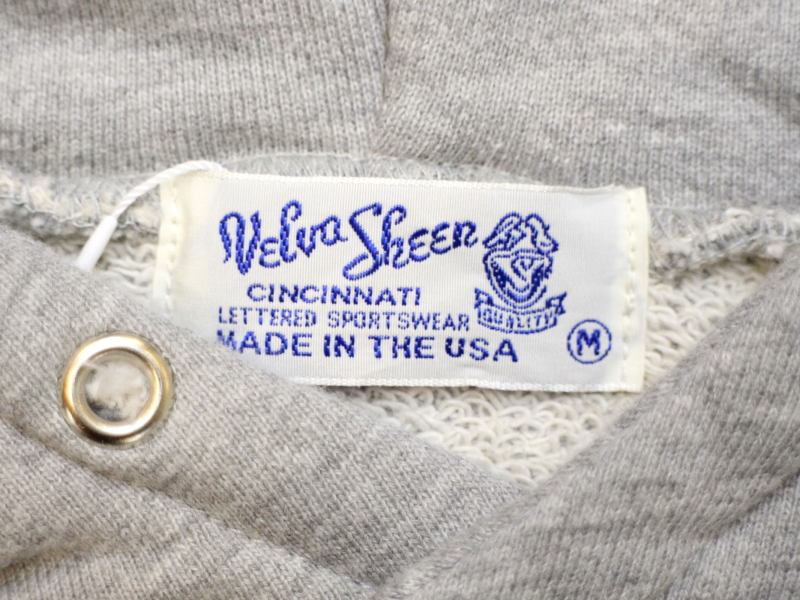 Velva Sheen
CINCINNATI
LETTERED SPORTSWEAR
QUALITY
MADE IN THE USA
M